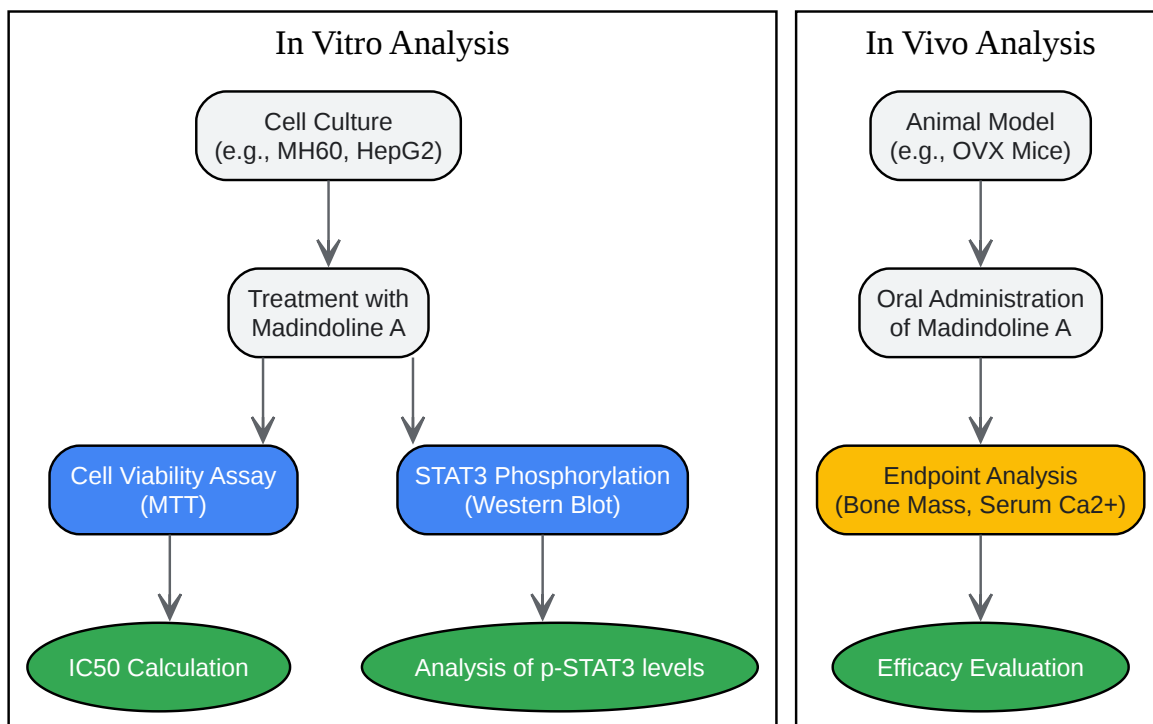 In Vitro Analysis
Cell Culture
(e.g., MH60, HepG2)
Treatment with
Madindoline A
Cell Viability Assay
(MTT)
STAT3 Phosphorylation
(Western Blot)
IC50 Calculation
Analysis of p-STAT3 levels
In Vivo Analysis
Animal Model
(e.g., OVX Mice)
Oral Administration
of Madindoline A
Endpoint Analysis
(Bone Mass, Serum Ca2+)
Efficacy Evaluation